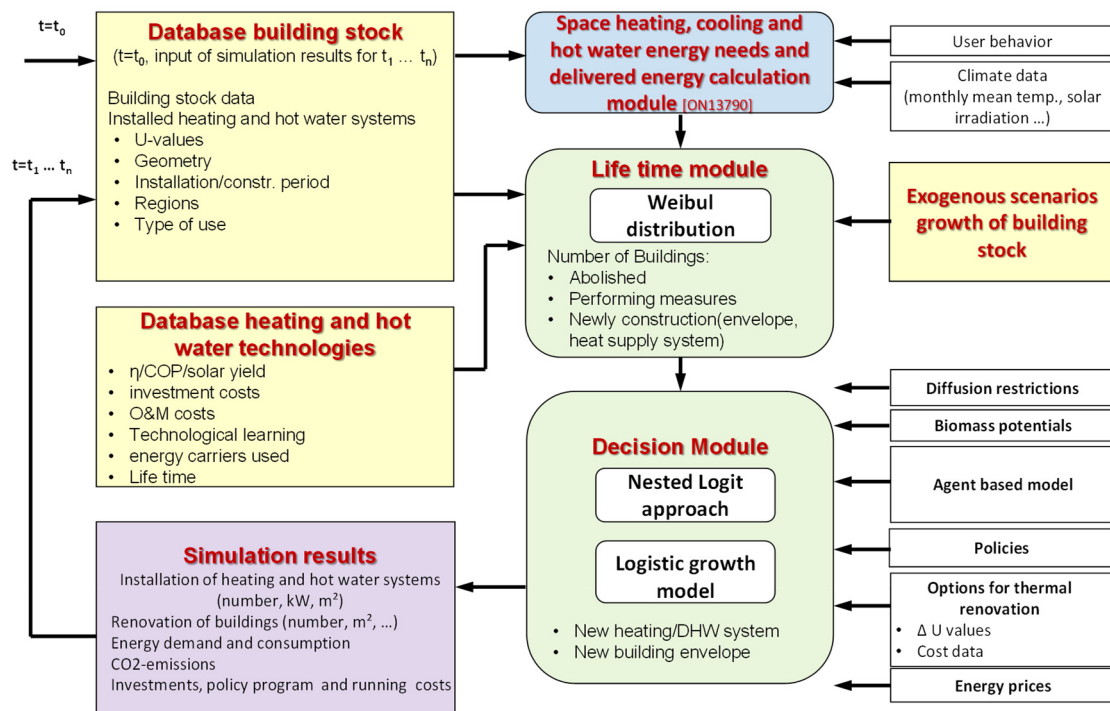 t=t0
Database building stock
(t=t0, input of simulation results for t1 ... tn)
Building stock data
Installed heating and hot water systems
• U-values
• Geometry
• Installation/constr. period
• Regions
• Type of use
t=t1 ... tn
Database heating and hot
water technologies
• η/COP/solar yield
• investment costs
• O&M costs
• Technological learning
• energy carriers used
• Life time
Simulation results
Installation of heating and hot water systems
(number, kW, m²)
Renovation of buildings (number, m², ...)
Energy demand and consumption
CO2-emissions
Investments, policy program and running costs
Space heating, cooling and
hot water energy needs and
delivered energy calculation
module [ON13790]
Life time module
Weibul
distribution
Number of Buildings:
• Abolished
• Performing measures
• Newly construction(envelope,
heat supply system)
Decision Module
Nested Logit
approach
Logistic growth
model
• New heating/DHW system
• New building envelope
User behavior
Climate data
(monthly mean temp., solar
irradiation ...)
Exogenous scenarios
growth of building
stock
Diffusion restrictions
Biomass potentials
Agent based model
Policies
Options for thermal
renovation
• Δ U values
• Cost data
Energy prices